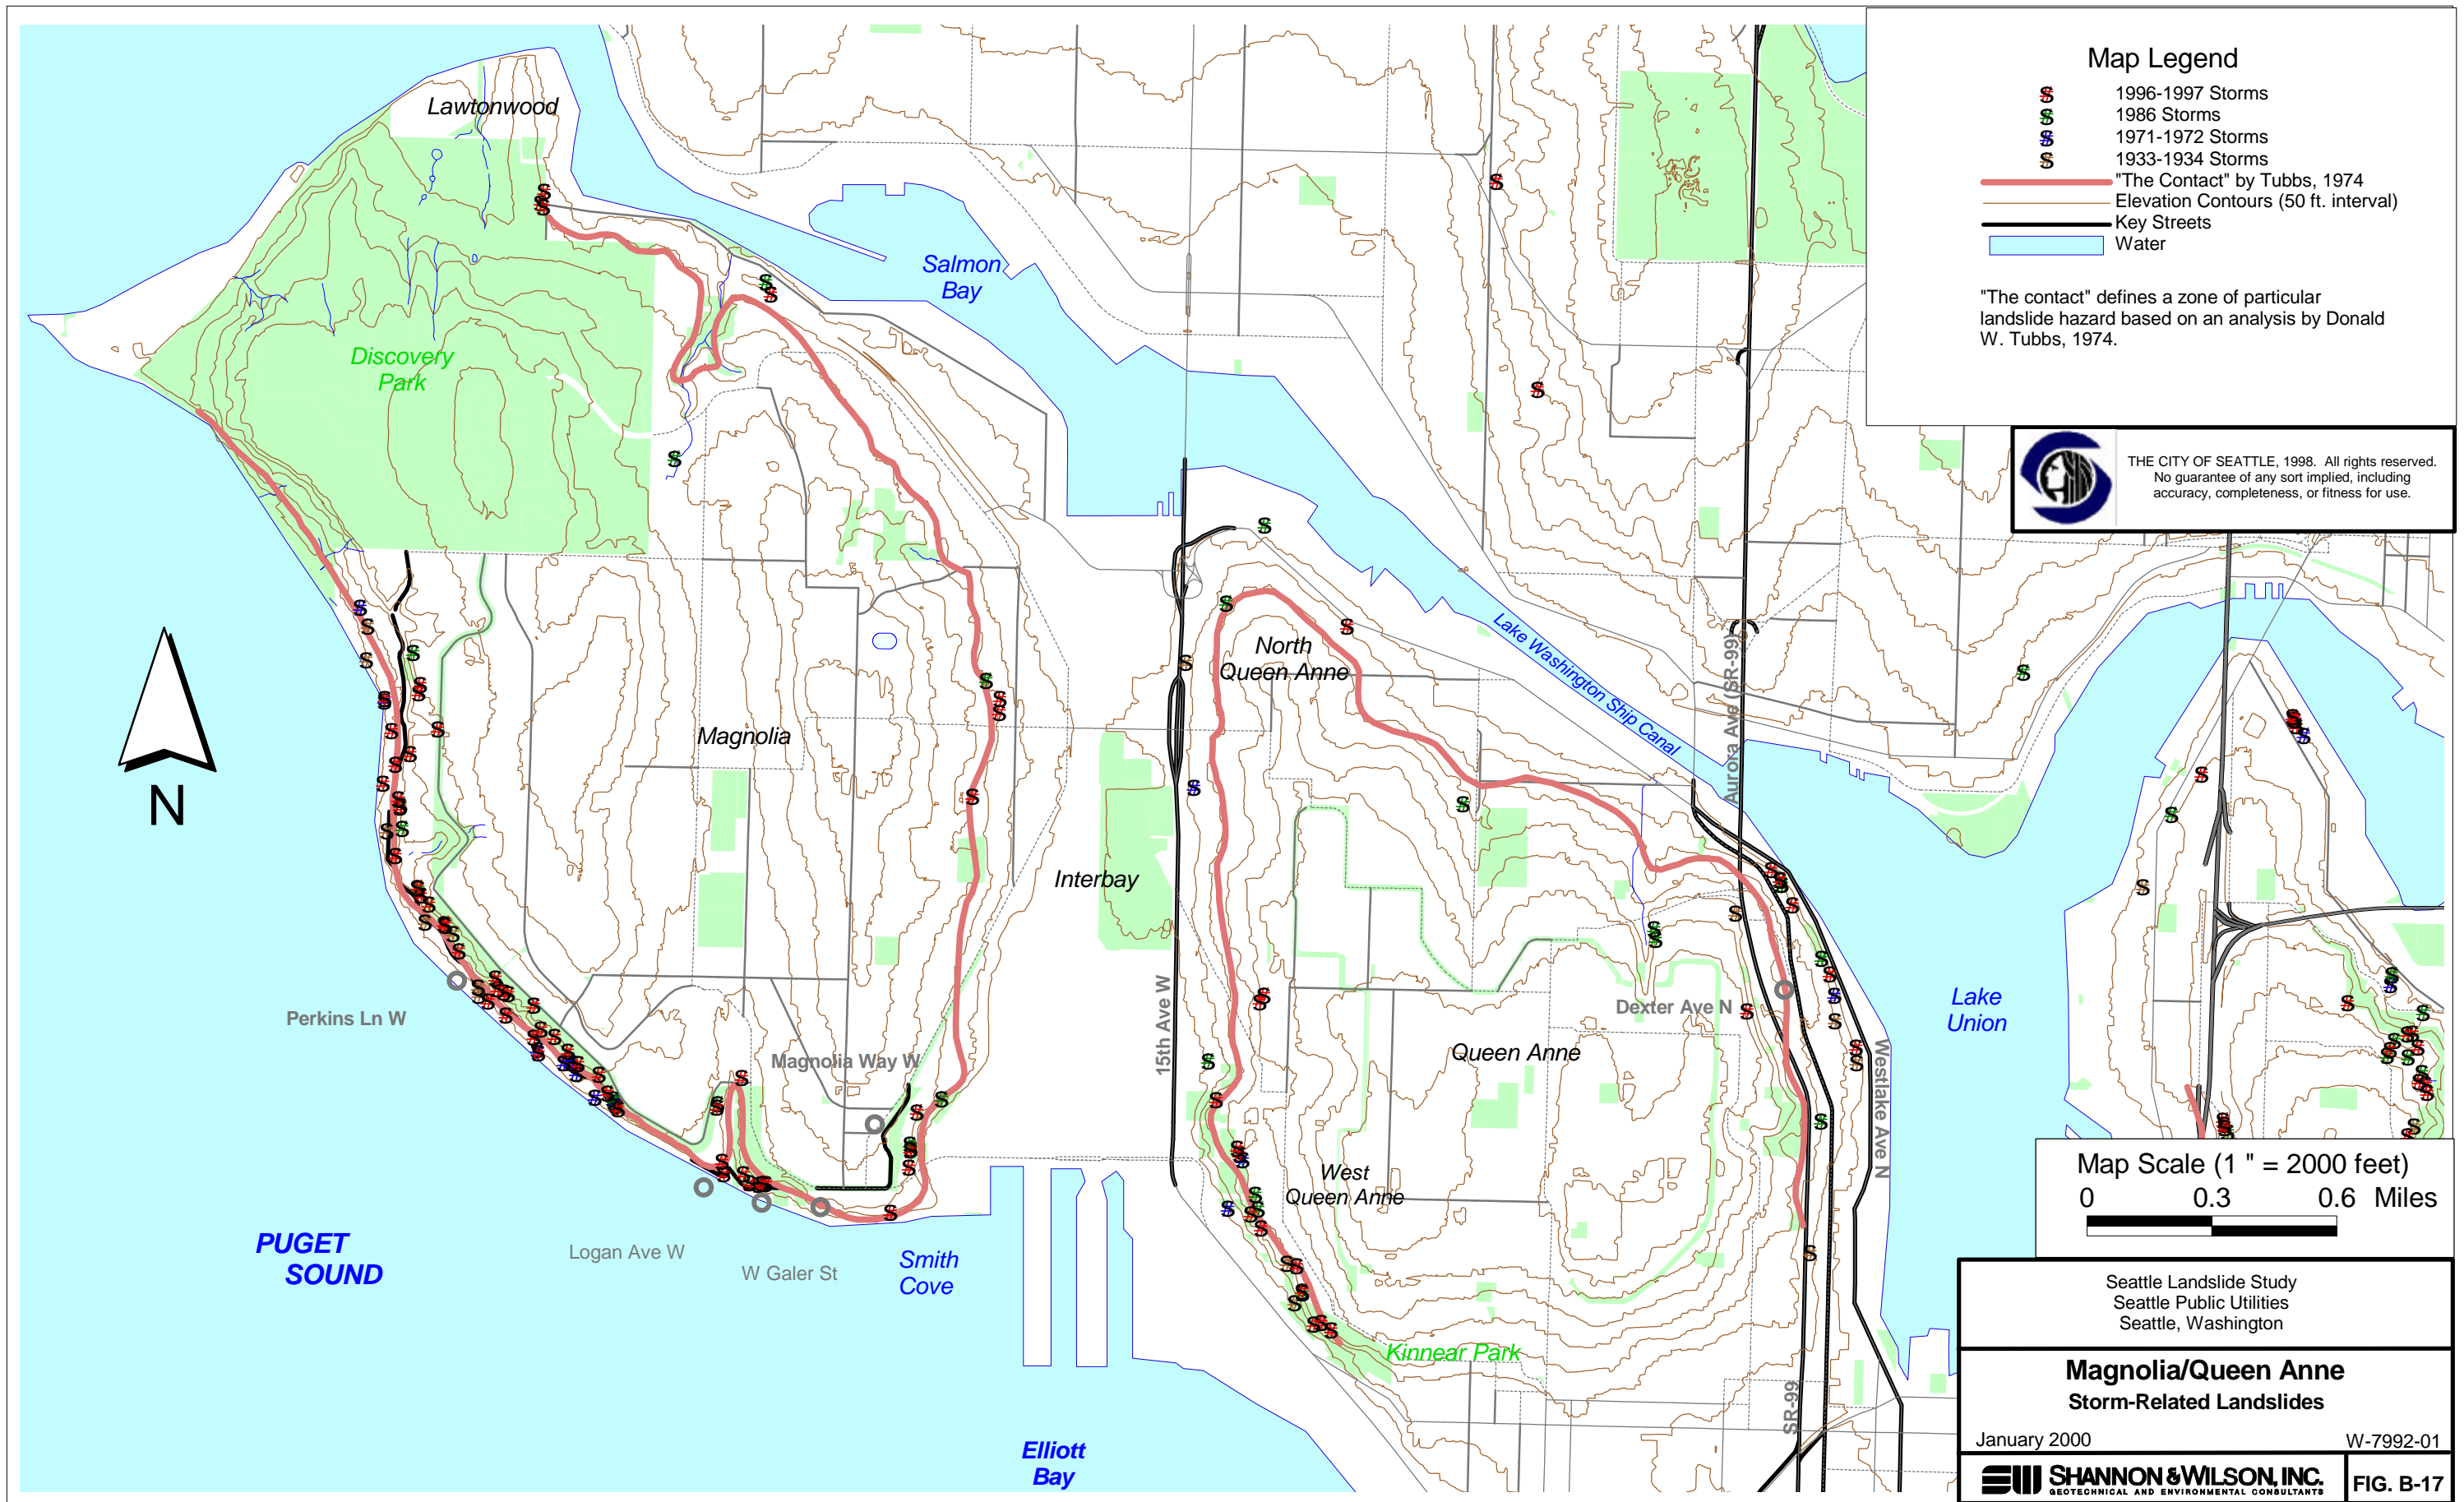 Map Legend
1996-1997 Storms
1986 Storms
1971-1972 Storms
1933-1934 Storms
"The Contact" by Tubbs, 1974
Elevation Contours (50 ft. interval)
Key Streets
Water
"The contact" defines a zone of particular
landslide hazard based on an analysis by Donald
W. Tubbs, 1974.
THE CITY OF SEATTLE, 1998. All rights reserved.
No guarantee of any sort implied, including
accuracy, completeness, or fitness for use.
Lawtonwood
Salmon
Bay
Discovery
Park
North
Queen Anne
Lake Washington Ship Canal
Aurora Ave (SR-99)
Magnolia
N
Interbay
Perkins Ln W
Magnolia Way W
15th Ave W
Dexter Ave N
Queen Anne
Westlake Ave N
Lake
Union
West
Queen Anne
PUGET
SOUND
Logan Ave W
W Galer St
Smith
Cove
Kinnear Park
SR-99
Elliott
Bay
Map Scale (1 " = 2000 feet)
0 0.3 0.6 Miles
Seattle Landslide Study
Seattle Public Utilities
Seattle, Washington
Magnolia/Queen Anne
Storm-Related Landslides
January 2000 W-7992-01
SHANNON & WILSON, INC.
GEOTECHNICAL AND ENVIRONMENTAL CONSULTANTS
FIG. B-17